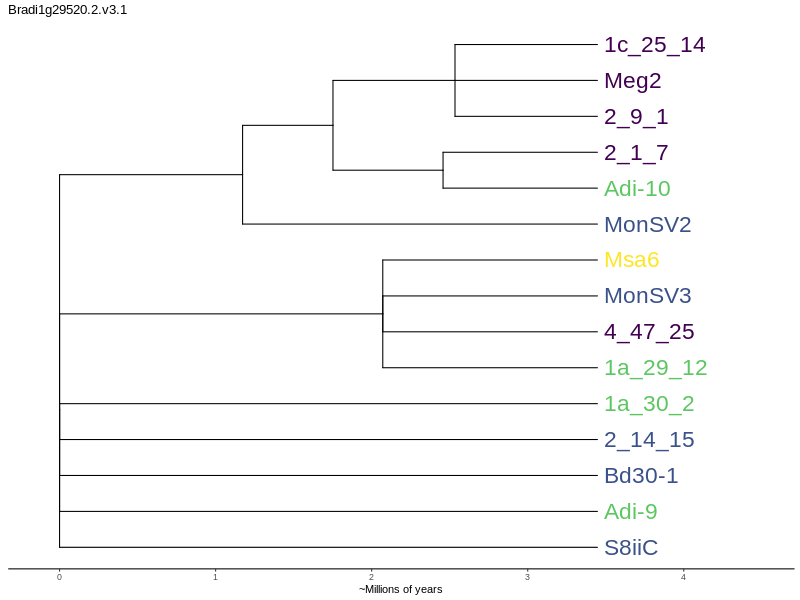 Bradi1g29520.2.v3.1
1c_25_14
Meg2
2_9_1
2_1_7
Adi-10
MonSV2
Msa6
MonSV3
4_47_25
1a_29_12
1a_30_2
2_14_15
Bd30-1
Adi-9
S8iiC
0 1 2 3 4
~Millions of years